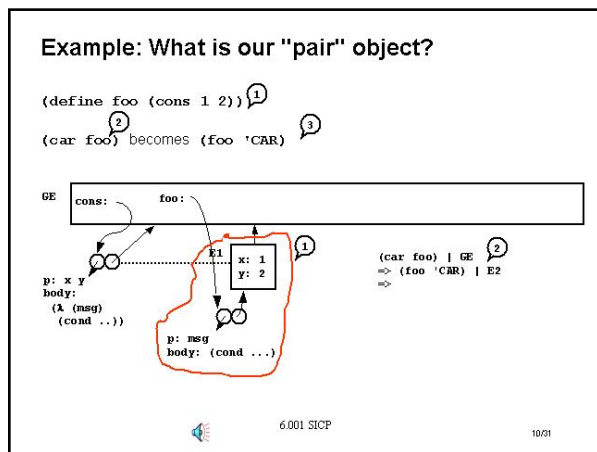 Example: What is our "pair" object?
(define foo (cons 1 2)) 1
2
(car foo) becomes (foo 'CAR) 3
GE cons: foo:
E1 x: 1
y: 2
1
p: x y
body:
(λ (msg)
(cond ..))
p: msg
body: (cond ...)
2
(car foo) | GE
=> (foo 'CAR) | E2
=>
6.001 SICP
10/31